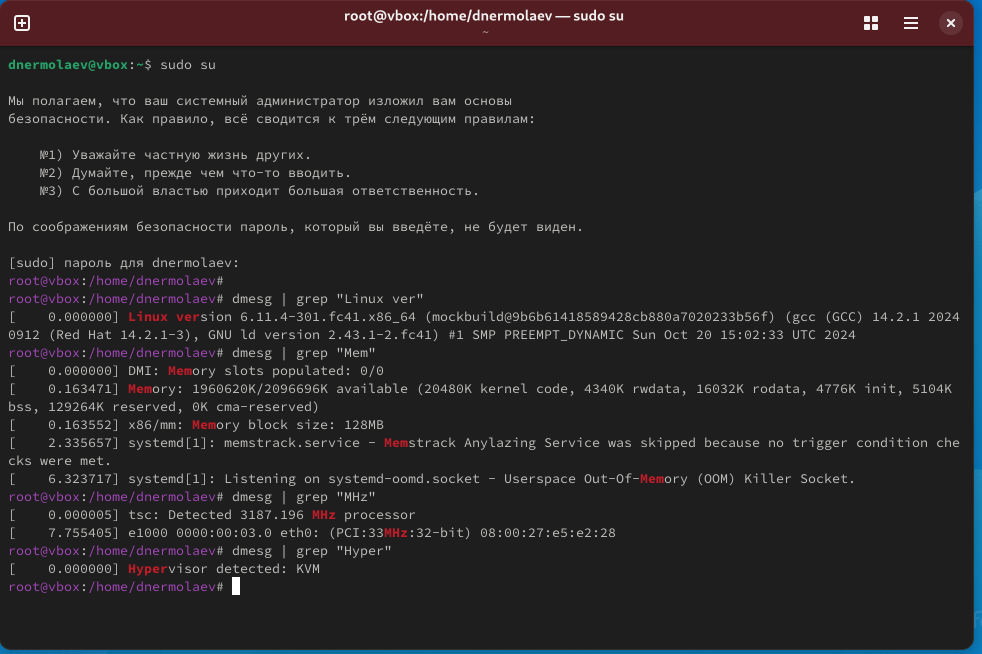 root@vbox:/home/dnermolaev — sudo su
~
dnermolaev@vbox:~$ sudo su
Мы полагаем, что ваш системный администратор изложил вам основы
безопасности. Как правило, всё сводится к трём следующим правилам:
№1) Уважайте частную жизнь других.
№2) Думайте, прежде чем что-то вводить.
№3) С большой властью приходит большая ответственность.
По соображениям безопасности пароль, который вы введёте, не будет виден.
[sudo] пароль для dnermolaev:
root@vbox:/home/dnermolaev#
root@vbox:/home/dnermolaev# dmesg | grep "Linux ver"
[    0.000000] Linux version 6.11.4-301.fc41.x86_64 (mockbuild@9b6b61418589428cb880a7020233b56f) (gcc (GCC) 14.2.1 2024
0912 (Red Hat 14.2.1-3), GNU ld version 2.43.1-2.fc41) #1 SMP PREEMPT_DYNAMIC Sun Oct 20 15:02:33 UTC 2024
root@vbox:/home/dnermolaev# dmesg | grep "Mem"
[    0.000000] DMI: Memory slots populated: 0/0
[    0.163471] Memory: 1960620K/2096696K available (20480K kernel code, 4340K rwdata, 16032K rodata, 4776K init, 5104K
bss, 129264K reserved, 0K cma-reserved)
[    0.163552] x86/mm: Memory block size: 128MB
[    2.335657] systemd[1]: memstrack.service - Memstrack Anylazing Service was skipped because no trigger condition che
cks were met.
[    6.323717] systemd[1]: Listening on systemd-oomd.socket - Userspace Out-Of-Memory (OOM) Killer Socket.
root@vbox:/home/dnermolaev# dmesg | grep "MHz"
[    0.000005] tsc: Detected 3187.196 MHz processor
[    7.755405] e1000 0000:00:03.0 eth0: (PCI:33MHz:32-bit) 08:00:27:e5:e2:28
root@vbox:/home/dnermolaev# dmesg | grep "Hyper"
[    0.000000] Hypervisor detected: KVM
root@vbox:/home/dnermolaev#